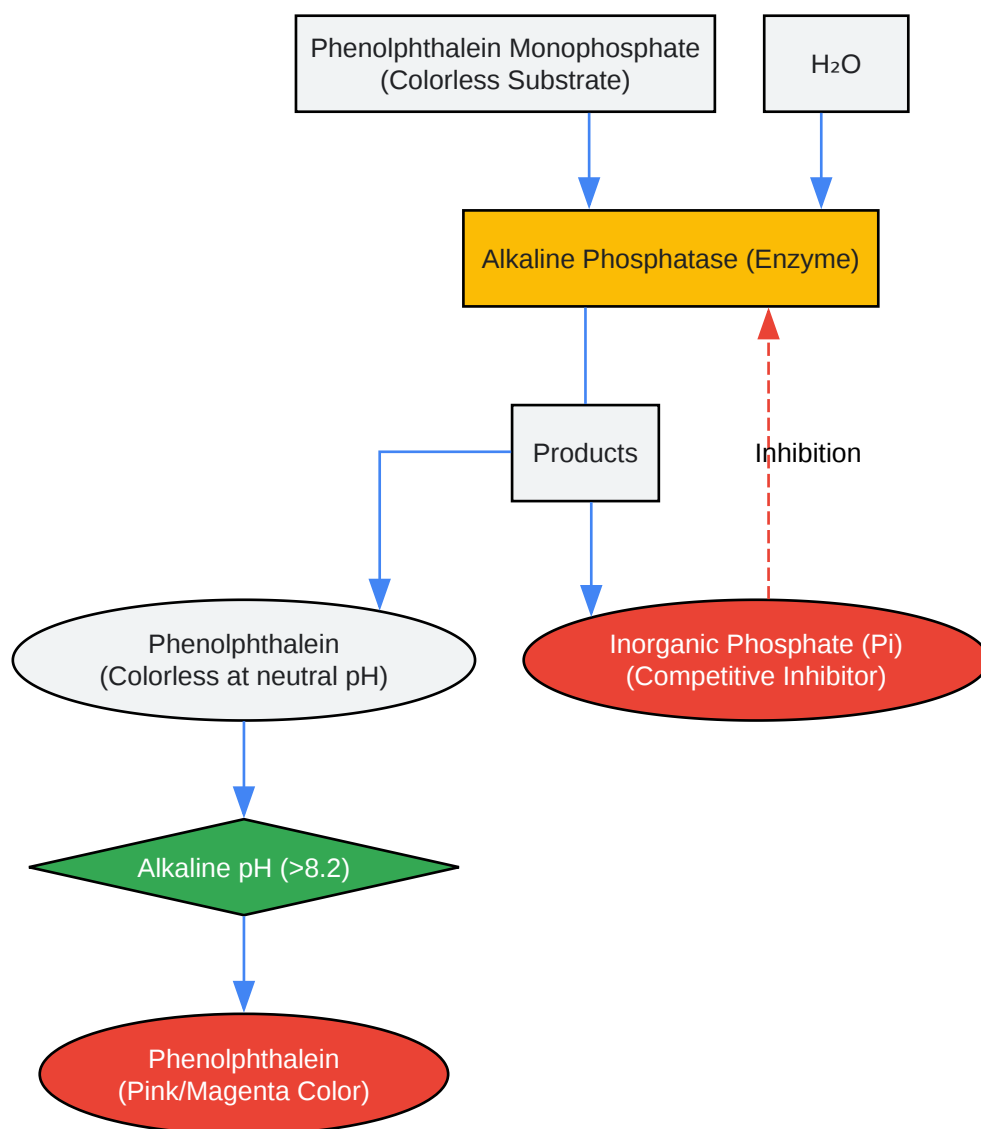 Phenolphthalein Monophosphate
(Colorless Substrate)
H₂O
Alkaline Phosphatase (Enzyme)
Products
Inhibition
Phenolphthalein
(Colorless at neutral pH)
Inorganic Phosphate (Pi)
(Competitive Inhibitor)
Alkaline pH (>8.2)
Phenolphthalein
(Pink/Magenta Color)